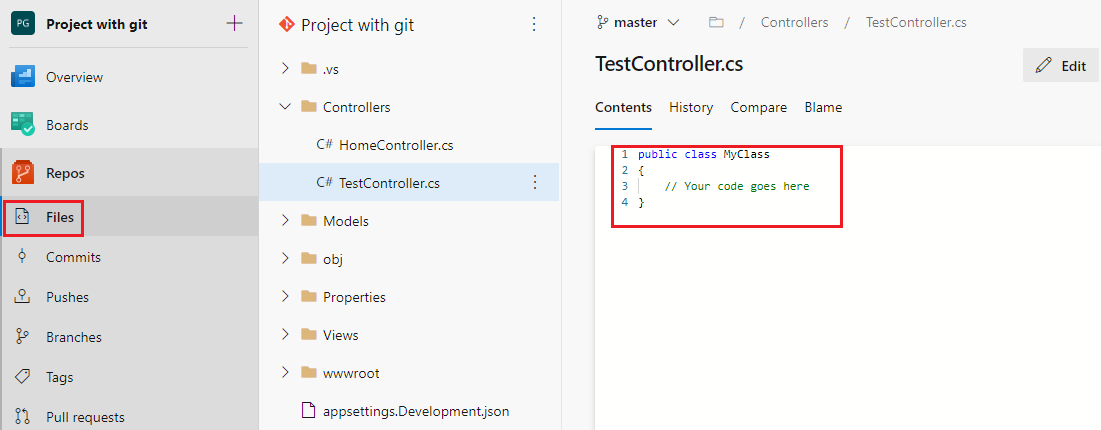 PG Project with git
Overview
Boards
Repos
Files
Commits
Pushes
Branches
Tags
Pull requests
Project with git
.vs
Controllers
C# HomeController.cs
C# TestController.cs
Models
obj
Properties
Views
wwwroot
appsettings.Development.json
master / Controllers / TestController.cs
TestController.cs
Edit
Contents History Compare Blame
1 public class MyClass
2 {
3 // Your code goes here
4 }